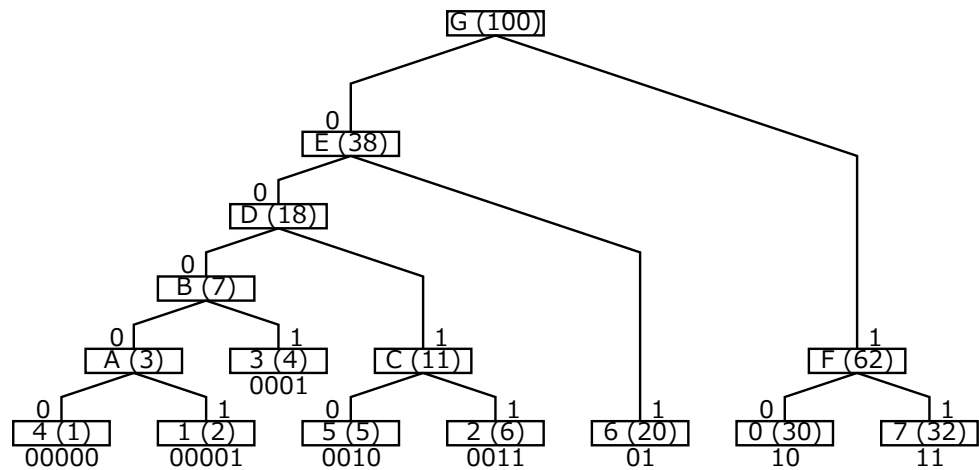 G (100)
0
E (38)
0
D (18)
0
B (7)
0 1 1 1
A (3) 3 (4) C (11) F (62)
0001
0 1 0 1 1 0 1
4 (1) 1 (2) 5 (5) 2 (6) 6 (20) 0 (30) 7 (32)
00000 00001 0010 0011 01 10 11